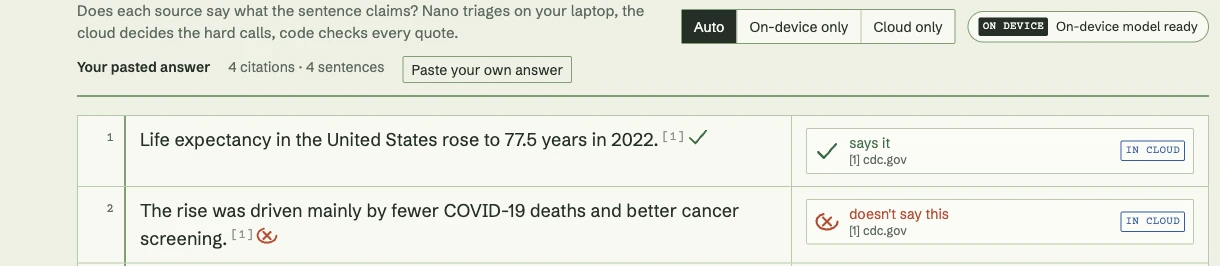 Does each source say what the sentence claims? Nano triages on your laptop, the
cloud decides the hard calls, code checks every quote.
Auto
On-device only
Cloud only
ON DEVICE
On-device model ready
Your pasted answer
4 citations · 4 sentences
Paste your own answer
1
Life expectancy in the United States rose to 77.5 years in 2022. [1]
says it
[1] cdc.gov
IN CLOUD
2
The rise was driven mainly by fewer COVID-19 deaths and better cancer
screening. [1]
doesn't say this
[1] cdc.gov
IN CLOUD